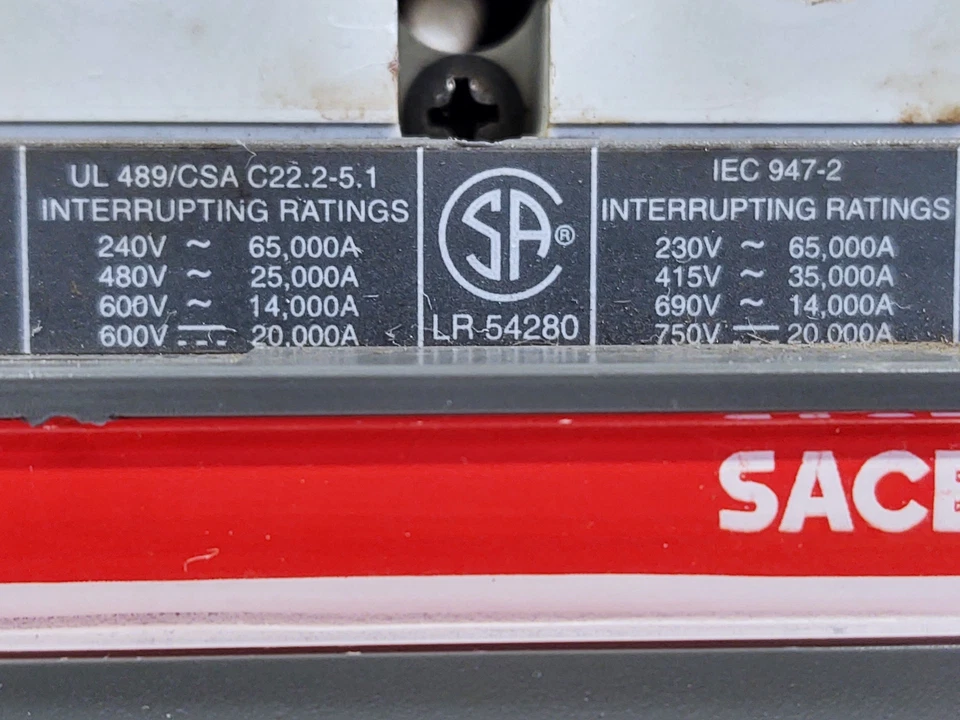 UL 489/CSA C22.2-5.1
INTERRUPTING RATINGS
240V ~ 65,000A
480V ~ 25,000A
600V ~ 14,000A
600V ⎓ 20,000A
SA®
LR 54280
IEC 947-2
INTERRUPTING RATINGS
230V ~ 65,000A
415V ~ 35,000A
690V ~ 14,000A
750V ⎓ 20,000A
SACE